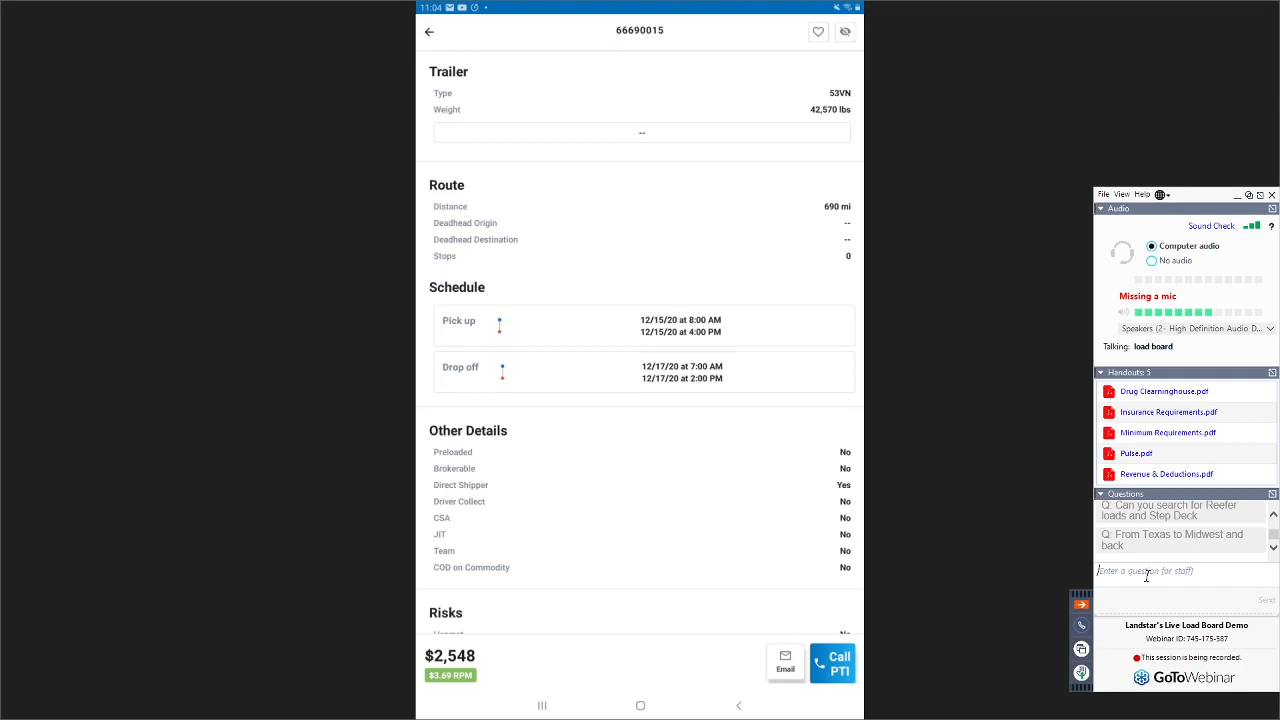 11:04
66690015
Trailer
Type 53VN
Weight 42,570 lbs
--
Route
Distance 690 mi
Deadhead Origin --
Deadhead Destination --
Stops 0
Schedule
Pick up 12/15/20 at 8:00 AM
12/15/20 at 4:00 PM
Drop off 12/17/20 at 7:00 AM
12/17/20 at 2:00 PM
Other Details
Preloaded No
Brokerable No
Direct Shipper Yes
Driver Collect No
CSA No
JIT No
Team No
COD on Commodity No
Risks
$2,548
$3.69 RPM
Email
Call
PTI
File View Help
Audio
Sound Check ?
Computer audio
No audio
Missing a mic
Speakers (2- High Definition Audio D...
Talking: load board
Handouts: 5
Drug Clearninghouse.pdf
Insurance Requirements.pdf
Minimum Requirements.pdf
Pulse.pdf
Revenue & Deductions.pdf
Questions
Q: Can you search for Reefer
loads and Step Deck
Q: From Texas to Midwest and
back
[Enter a question for staff]
Send
Landstar's Live Load Board Demo
Webinar ID: 745-175-587
This session is being recorded.
GoToWebinar